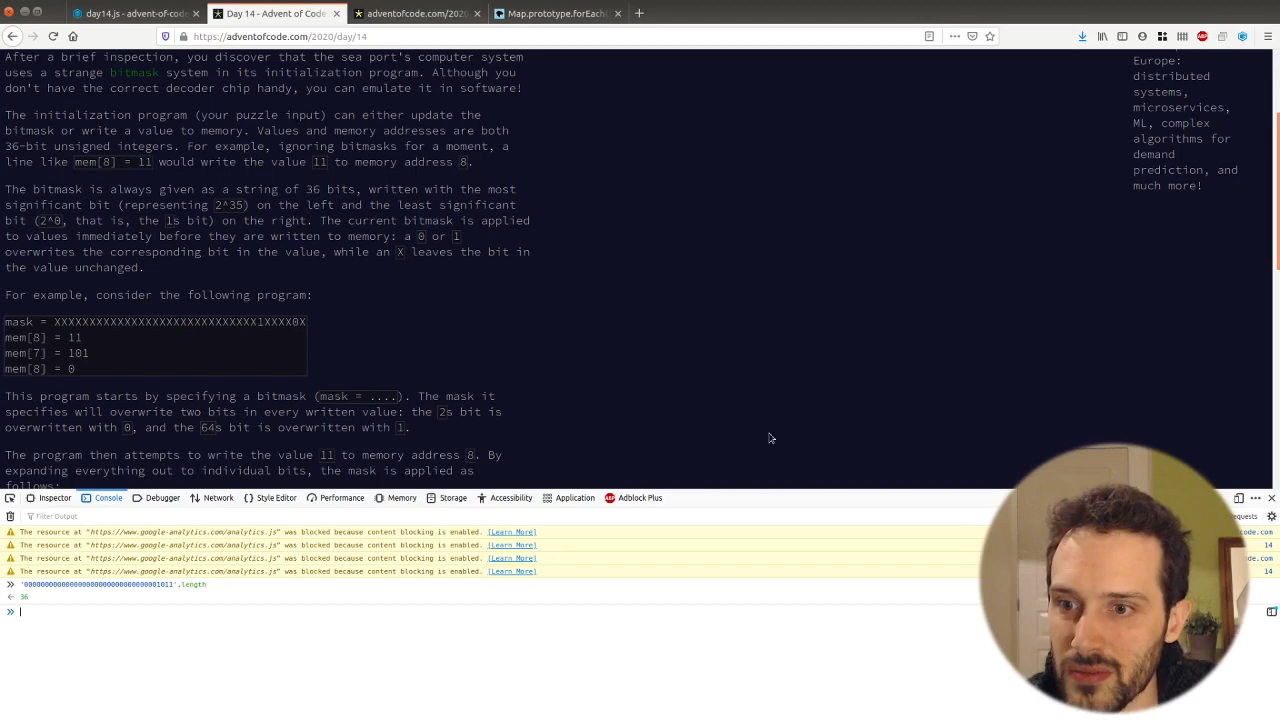 day14.js - advent-of-code
Day 14 - Advent of Code
adventofcode.com/2020
Map.prototype.forEach(
https://adventofcode.com/2020/day/14
After a brief inspection, you discover that the sea port's computer system
uses a strange bitmask system in its initialization program. Although you
don't have the correct decoder chip handy, you can emulate it in software!
The initialization program (your puzzle input) can either update the
bitmask or write a value to memory. Values and memory addresses are both
36-bit unsigned integers. For example, ignoring bitmasks for a moment, a
line like mem[8] = 11 would write the value 11 to memory address 8.
The bitmask is always given as a string of 36 bits, written with the most
significant bit (representing 2^35) on the left and the least significant
bit (2^0, that is, the 1s bit) on the right. The current bitmask is applied
to values immediately before they are written to memory: a 0 or 1
overwrites the corresponding bit in the value, while an X leaves the bit in
the value unchanged.
For example, consider the following program:
mask = XXXXXXXXXXXXXXXXXXXXXXXXXXXXX1XXXX0X
mem[8] = 11
mem[7] = 101
mem[8] = 0
This program starts by specifying a bitmask (mask = ....). The mask it
specifies will overwrite two bits in every written value: the 2s bit is
overwritten with 0, and the 64s bit is overwritten with 1.
The program then attempts to write the value 11 to memory address 8. By
expanding everything out to individual bits, the mask is applied as
follows:
Europe:
distributed
systems,
microservices,
ML, complex
algorithms for
demand
prediction, and
much more!
Inspector
Console
Debugger
Network
Style Editor
Performance
Memory
Storage
Accessibility
Application
Adblock Plus
Filter Output
equests
The resource at "https://www.google-analytics.com/analytics.js" was blocked because content blocking is enabled. [Learn More]
code.com
The resource at "https://www.google-analytics.com/analytics.js" was blocked because content blocking is enabled. [Learn More]
14
The resource at "https://www.google-analytics.com/analytics.js" was blocked because content blocking is enabled. [Learn More]
code.com
The resource at "https://www.google-analytics.com/analytics.js" was blocked because content blocking is enabled. [Learn More]
14
'000000000000000000000000000000001011'.length
36